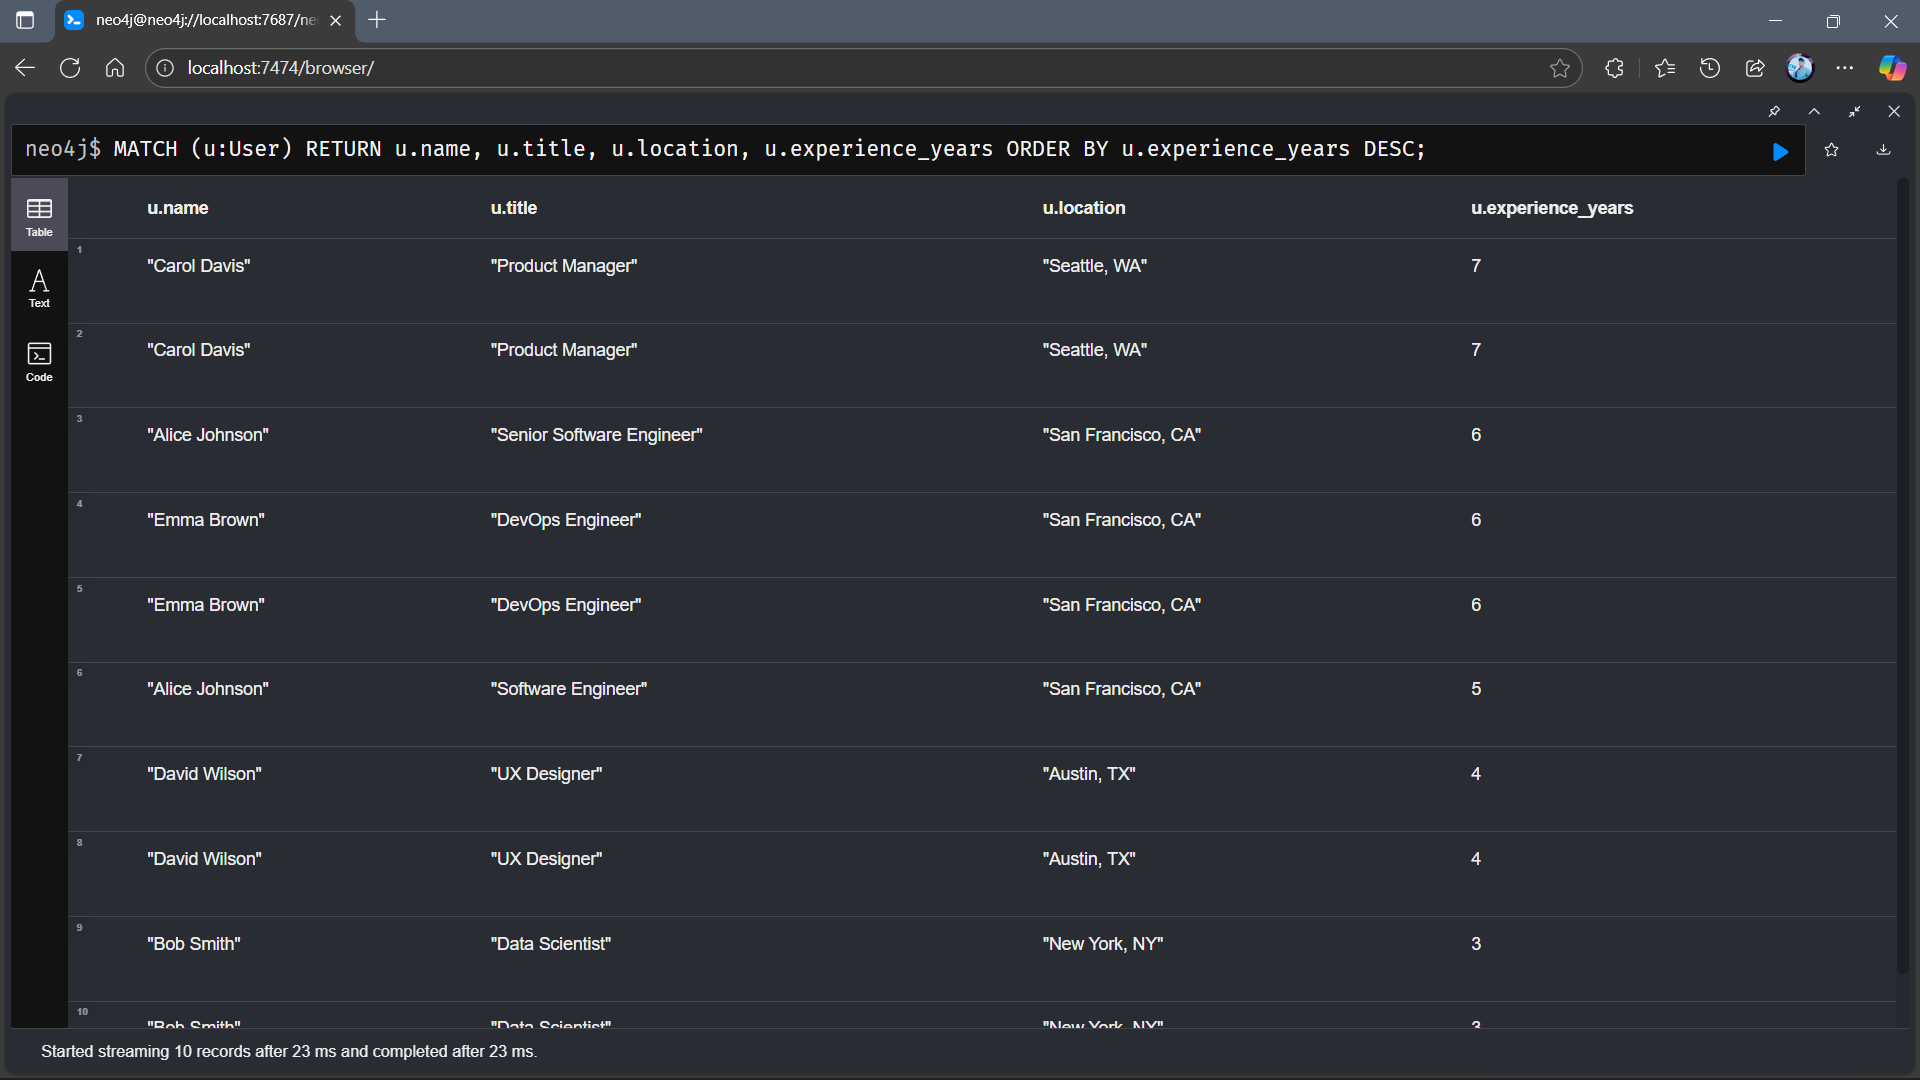 neo4j@neo4j://localhost:7687/ne
localhost:7474/browser/
neo4j$ MATCH (u:User) RETURN u.name, u.title, u.location, u.experience_years ORDER BY u.experience_years DESC;
Table
Text
Code
u.name u.title u.location u.experience_years
1 "Carol Davis" "Product Manager" "Seattle, WA" 7
2 "Carol Davis" "Product Manager" "Seattle, WA" 7
3 "Alice Johnson" "Senior Software Engineer" "San Francisco, CA" 6
4 "Emma Brown" "DevOps Engineer" "San Francisco, CA" 6
5 "Emma Brown" "DevOps Engineer" "San Francisco, CA" 6
6 "Alice Johnson" "Software Engineer" "San Francisco, CA" 5
7 "David Wilson" "UX Designer" "Austin, TX" 4
8 "David Wilson" "UX Designer" "Austin, TX" 4
9 "Bob Smith" "Data Scientist" "New York, NY" 3
10 "Bob Smith" "Data Scientist" "New York, NY" 3
Started streaming 10 records after 23 ms and completed after 23 ms.